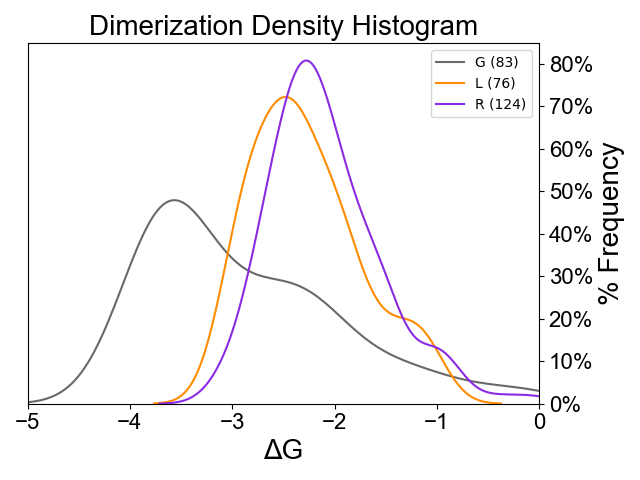 Dimerization Density Histogram
G (83)
L (76)
R (124)
80%
70%
60%
50%
40%
30%
20%
10%
0%
% Frequency
−5 −4 −3 −2 −1 0
ΔG